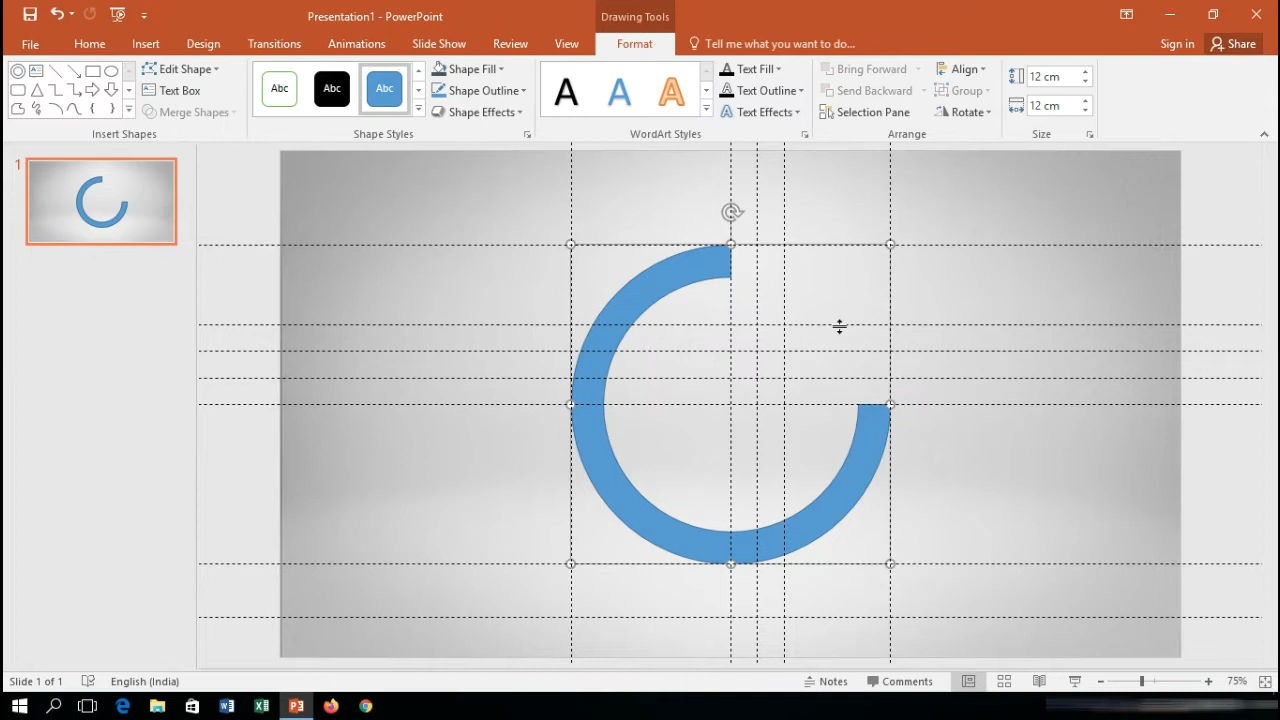 Presentation1 - PowerPoint
Drawing Tools
File Home Insert Design Transitions Animations Slide Show Review View Format Tell me what you want to do... Sign in Share
Edit Shape Abc Abc Abc Shape Fill A A A Text Fill Bring Forward Align 12 cm
Text Box Shape Outline Text Outline Send Backward Group
Merge Shapes Shape Effects Text Effects Selection Pane Rotate 12 cm
Insert Shapes Shape Styles WordArt Styles Arrange Size
1
Slide 1 of 1 English (India) Notes Comments 75%